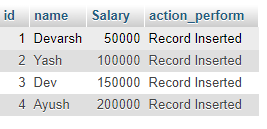 id name Salary action_perform
1 Devarsh 50000 Record Inserted
2 Yash 100000 Record Inserted
3 Dev 150000 Record Inserted
4 Ayush 200000 Record Inserted